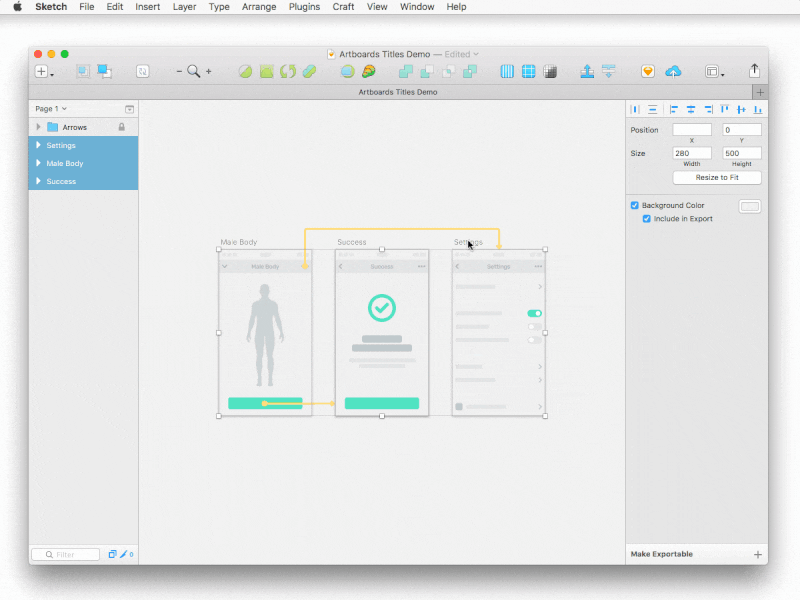 Sketch File Edit Insert Layer Type Arrange Plugins Craft View Window Help
Artboards Titles Demo — Edited
Artboards Titles Demo
Page 1
Arrows
Settings
Male Body
Success
Filter
0
Male Body
Success
Settings
Male Body
Success
Settings
Position
0
X
Y
Size
280
500
Width
Height
Resize to Fit
Background Color
Include in Export
Make Exportable